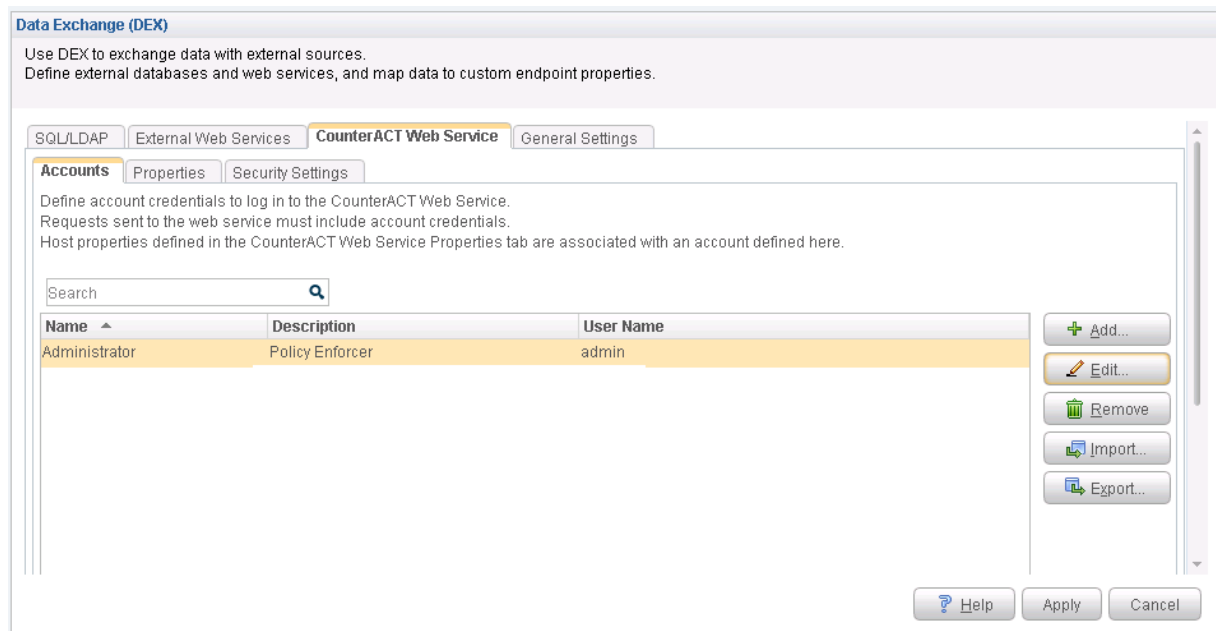 Data Exchange (DEX)
Use DEX to exchange data with external sources.
Define external databases and web services, and map data to custom endpoint properties.
SQL/LDAP External Web Services CounterACT Web Service General Settings
Accounts Properties Security Settings
Define account credentials to log in to the CounterACT Web Service.
Requests sent to the web service must include account credentials.
Host properties defined in the CounterACT Web Service Properties tab are associated with an account defined here.
Search
Name Description User Name
Administrator Policy Enforcer admin
Add...
Edit...
Remove
Import...
Export...
Help Apply Cancel